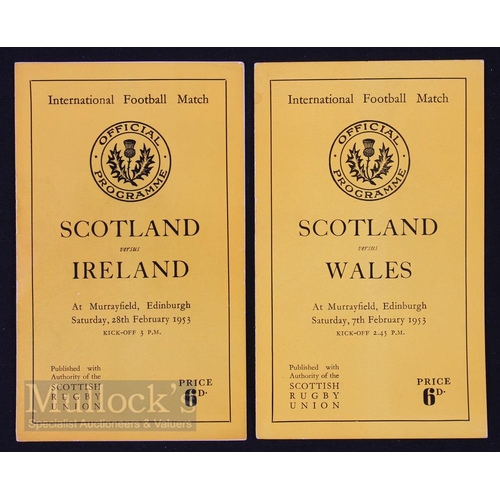 International Football Match
OFFICIAL
PROGRAMME
SCOTLAND
versus
IRELAND
At Murrayfield, Edinburgh
Saturday, 28th February 1953
KICK-OFF 3 P.M.
Published with
Authority of the
SCOTTISH
RUGBY
UNION
PRICE
6D.
Mullock's
Specialist Auctioneers & Valuers
International Football Match
OFFICIAL
PROGRAMME
SCOTLAND
versus
WALES
At Murrayfield, Edinburgh
Saturday, 7th February 1953
KICK-OFF 2.45 P.M.
Published with
Authority of the
SCOTTISH
RUGBY
UNION
PRICE
6D.